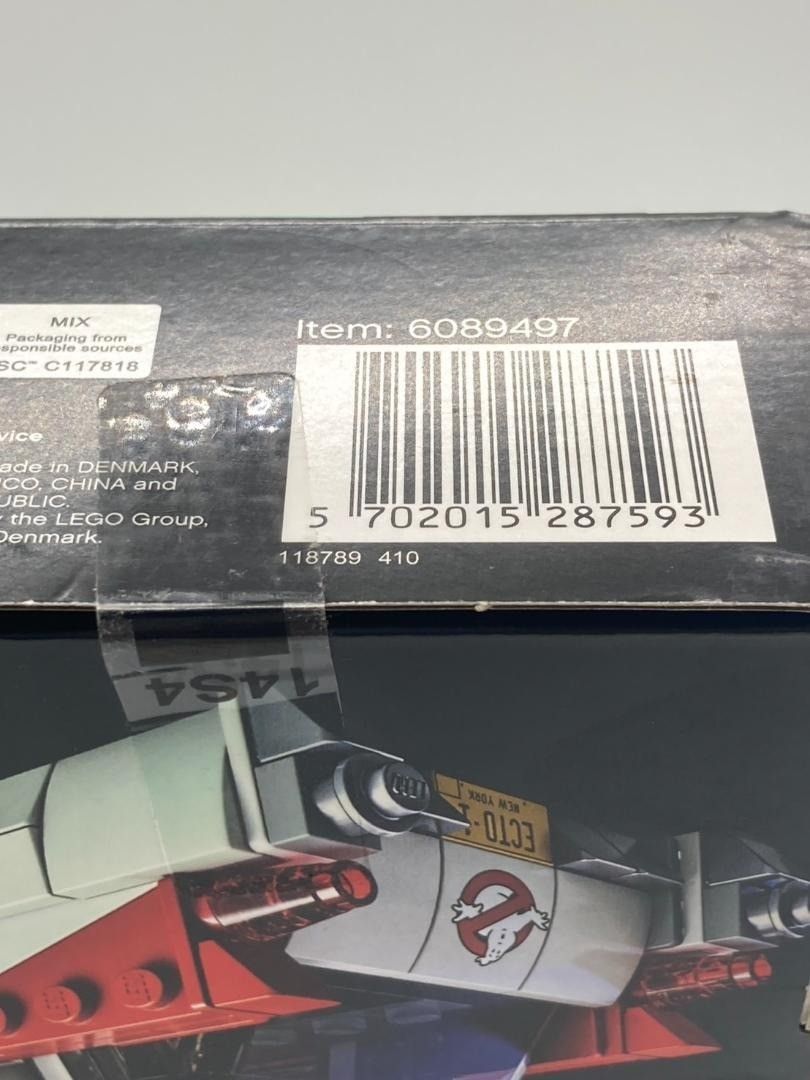 MIX
Packaging from
sponsible sources
SC™ C117818
Item: 6089497
vice
ade in DENMARK,
ICO, CHINA and
UBLIC.
the LEGO Group,
Denmark.
5 702015 287593
118789 410
14S4
NEW YORK
ECTO-1